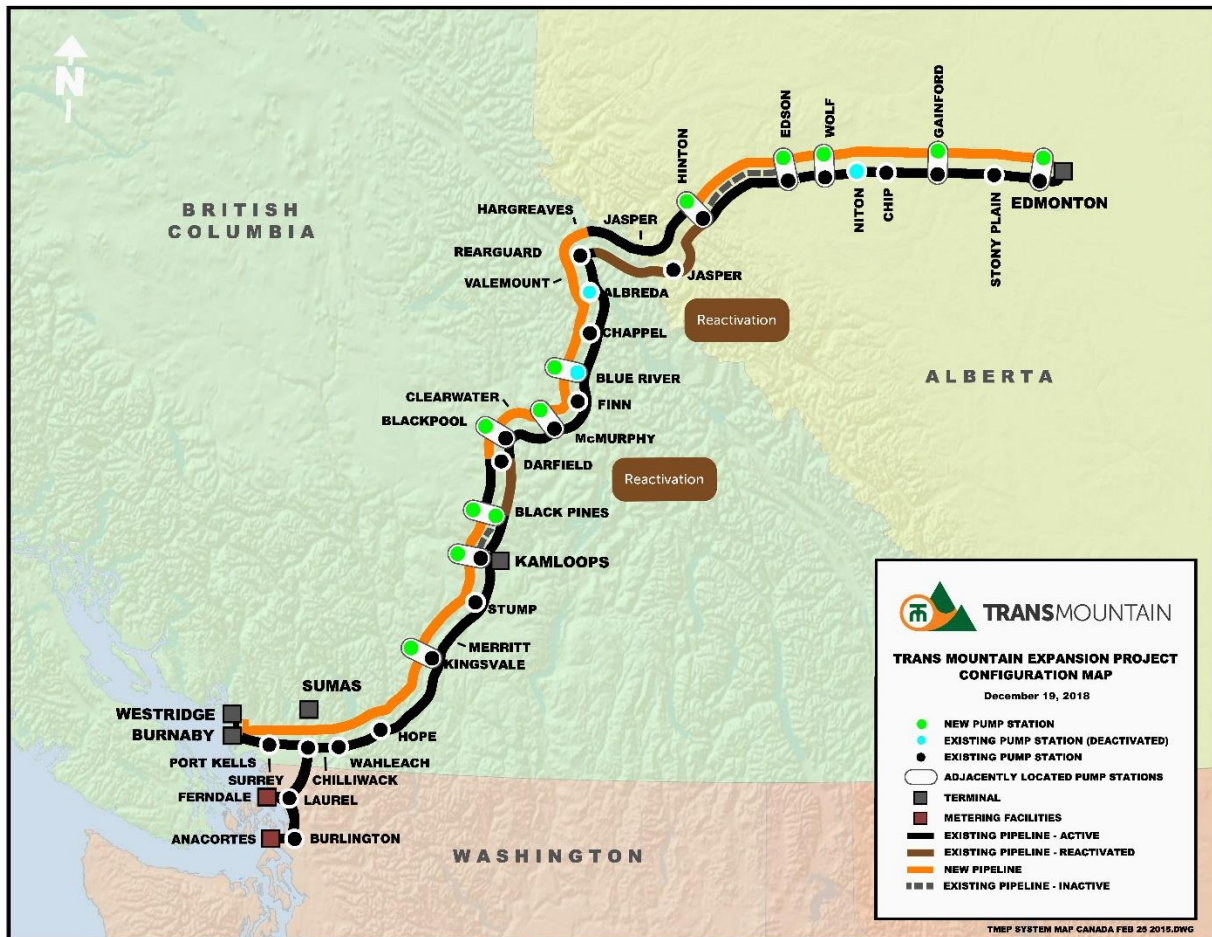 N
BRITISH
COLUMBIA
HARGREAVES
JASPER
HINTON
EDSON
WOLF
GAINFORD
NITON
CHIP
STONY PLAIN
EDMONTON
REARGUARD
VALEMOUNT
JASPER
ALBREDA
Reactivation
CHAPPEL
ALBERTA
BLUE RIVER
CLEARWATER
FINN
BLACKPOOL
McMURPHY
DARFIELD
Reactivation
BLACK PINES
KAMLOOPS
STUMP
MERRITT
KINGSVALE
SUMAS
WESTRIDGE
BURNABY
HOPE
PORT KELLS
WAHLEACH
SURREY
CHILLIWACK
FERNDALE
LAUREL
ANACORTES
BURLINGTON
WASHINGTON
TRANSMOUNTAIN
TRANS MOUNTAIN EXPANSION PROJECT
CONFIGURATION MAP
December 19, 2018
NEW PUMP STATION
EXISTING PUMP STATION (DEACTIVATED)
EXISTING PUMP STATION
ADJACENTLY LOCATED PUMP STATIONS
TERMINAL
METERING FACILITIES
EXISTING PIPELINE - ACTIVE
EXISTING PIPELINE - REACTIVATED
NEW PIPELINE
EXISTING PIPELINE - INACTIVE
TMEP SYSTEM MAP CANADA FEB 25 2015.DWG